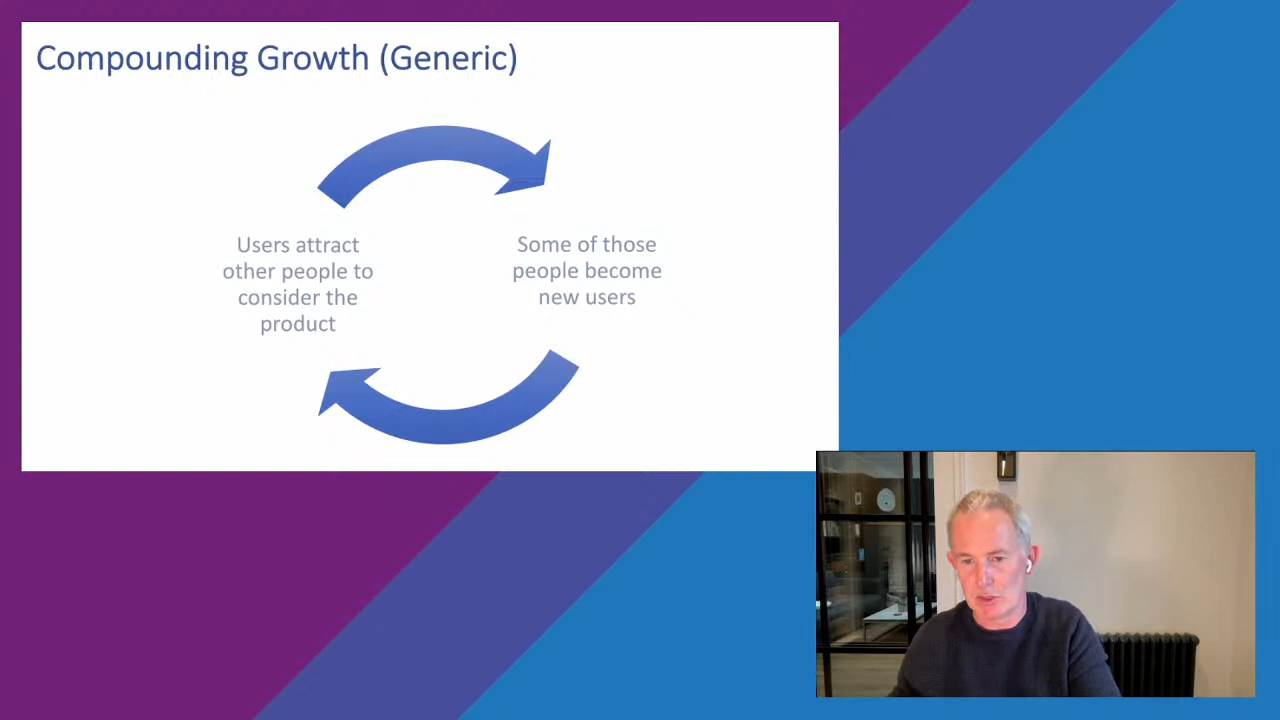 Compounding Growth (Generic)
Users attract
other people to
consider the
product
Some of those
people become
new users